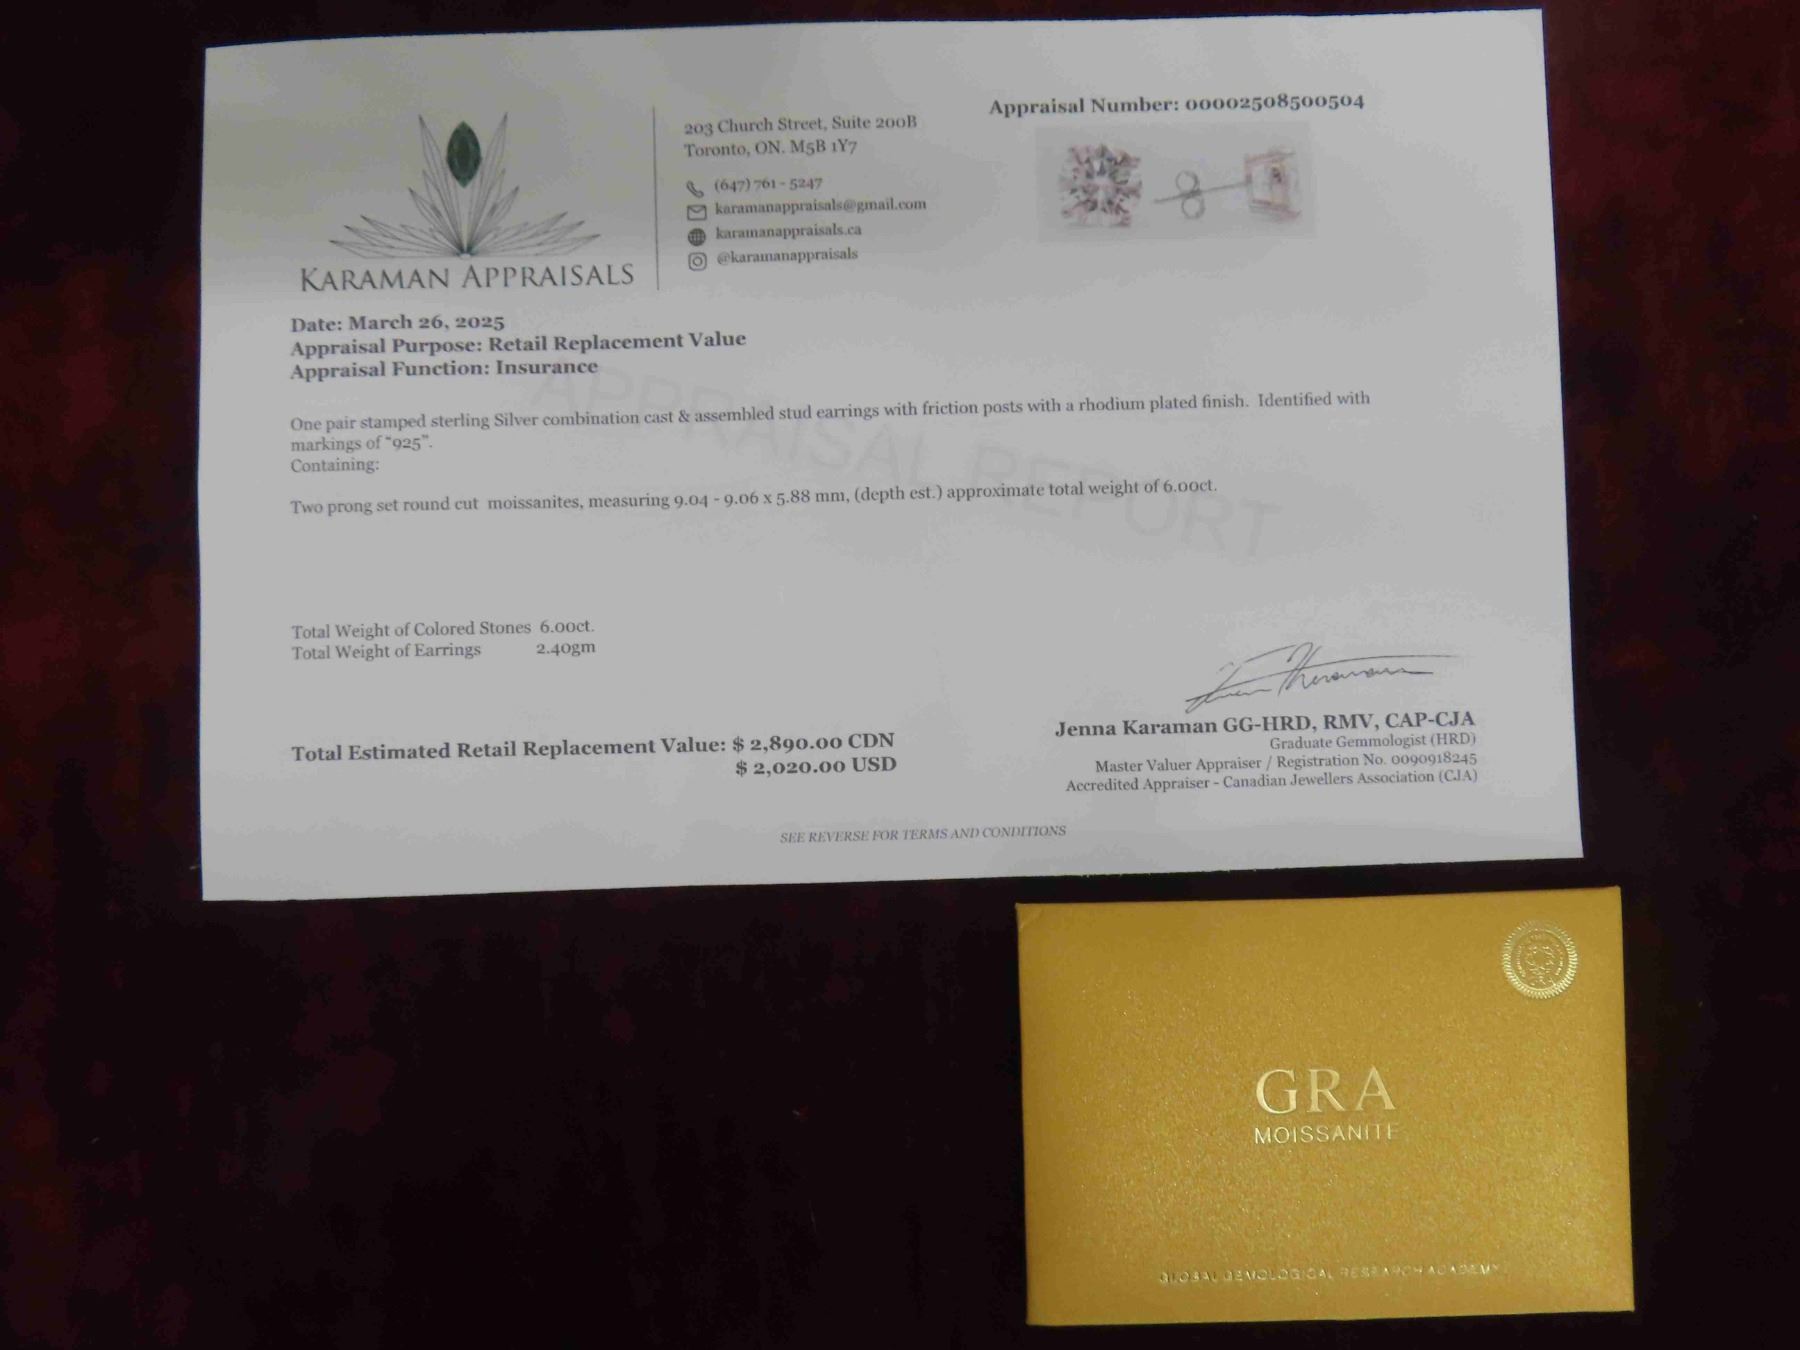 KARAMAN APPRAISALS
203 Church Street, Suite 200B
Toronto, ON. M5B 1Y7
(647) 761 - 5247
karamanappraisals@gmail.com
karamanappraisals.ca
@karamanappraisals
Appraisal Number: 00002508500504
Date: March 26, 2025
Appraisal Purpose: Retail Replacement Value
Appraisal Function: Insurance
APPRAISAL REPORT
One pair stamped sterling Silver combination cast & assembled stud earrings with friction posts with a rhodium plated finish. Identified with
markings of "925".
Containing:
Two prong set round cut moissanites, measuring 9.04 - 9.06 x 5.88 mm, (depth est.) approximate total weight of 6.00ct.
Total Weight of Colored Stones 6.00ct.
Total Weight of Earrings 2.40gm
Total Estimated Retail Replacement Value: $ 2,890.00 CDN
$ 2,020.00 USD
Jenna Karaman GG-HRD, RMV, CAP-CJA
Graduate Gemmologist (HRD)
Master Valuer Appraiser / Registration No. 0090918245
Accredited Appraiser - Canadian Jewellers Association (CJA)
SEE REVERSE FOR TERMS AND CONDITIONS
GRA
MOISSANITE
GLOBAL GEMOLOGICAL RESEARCH ACADEMY